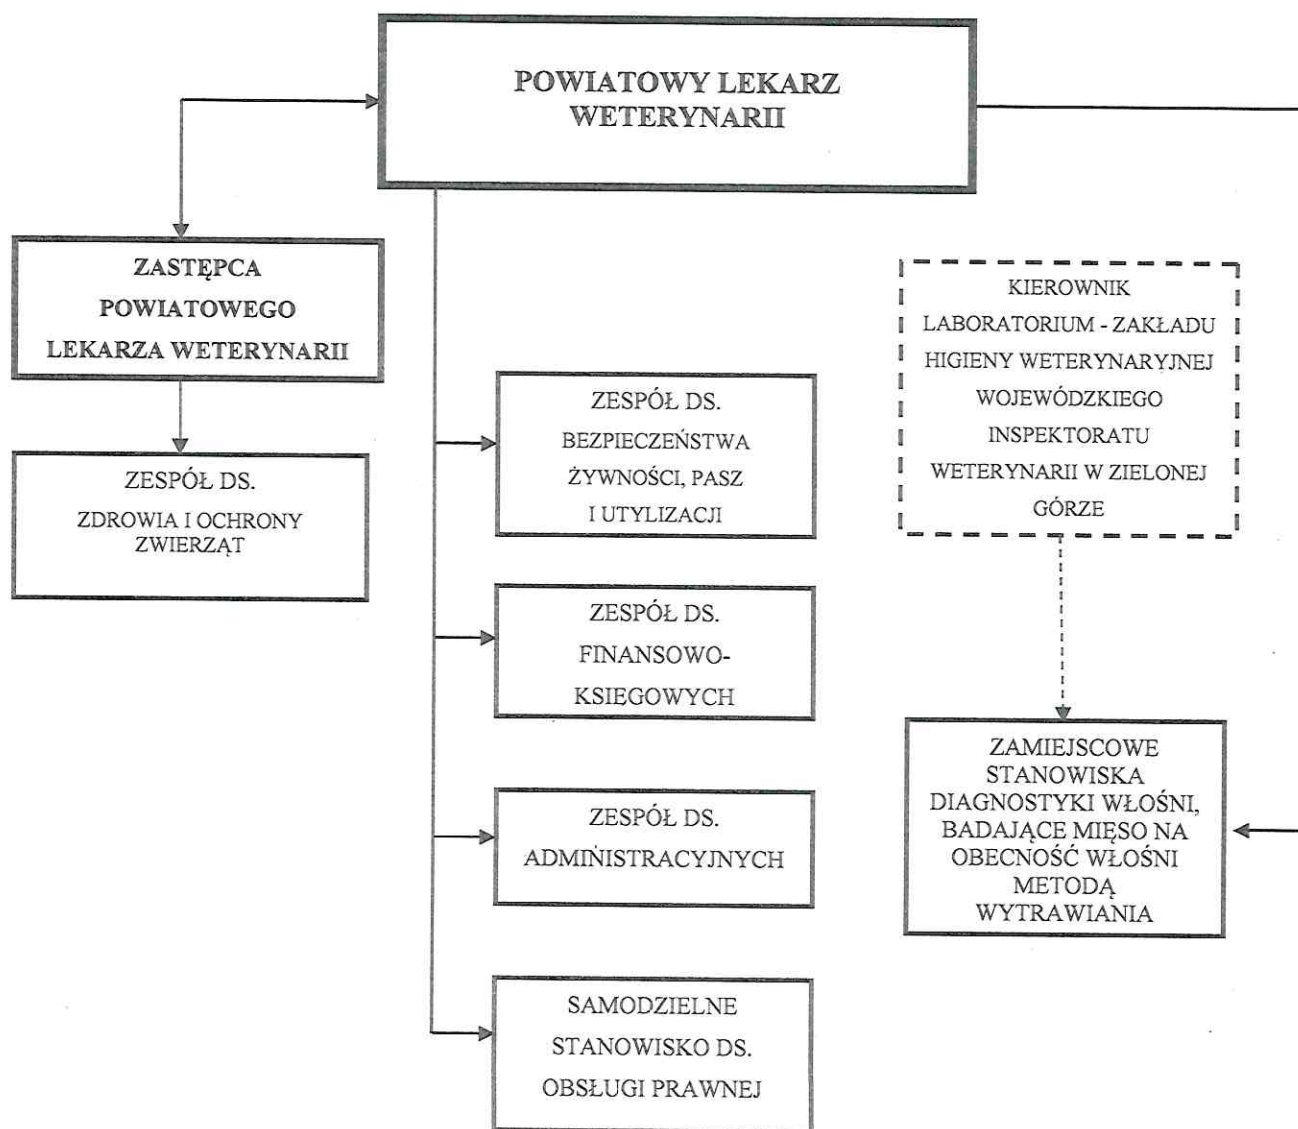 POWIATOWY LEKARZ
WETERYNARII
ZASTĘPCA
POWIATOWEGO
LEKARZA WETERYNARII
ZESPÓŁ DS.
ZDROWIA I OCHRONY
ZWIERZĄT
ZESPÓŁ DS.
BEZPIECZEŃSTWA
ŻYWNOŚCI, PASZ
I UTYLIZACJI
ZESPÓŁ DS.
FINANSOWO-
KSIĘGOWYCH
ZESPÓŁ DS.
ADMINISTRACYJNYCH
SAMODZIELNE
STANOWISKO DS.
OBSŁUGI PRAWNEJ
KIEROWNIK
LABORATORIUM - ZAKŁADU
HIGIENY WETERYNARYJNEJ
WOJEWÓDZKIEGO
INSPEKTORATU
WETERYNARII W ZIELONEJ
GÓRZE
ZAMIEJSCOWE
STANOWISKA
DIAGNOSTYKI WŁOŚNI,
BADAJĄCE MIĘSO NA
OBECNOŚĆ WŁOŚNI
METODĄ
WYTRAWIANIA